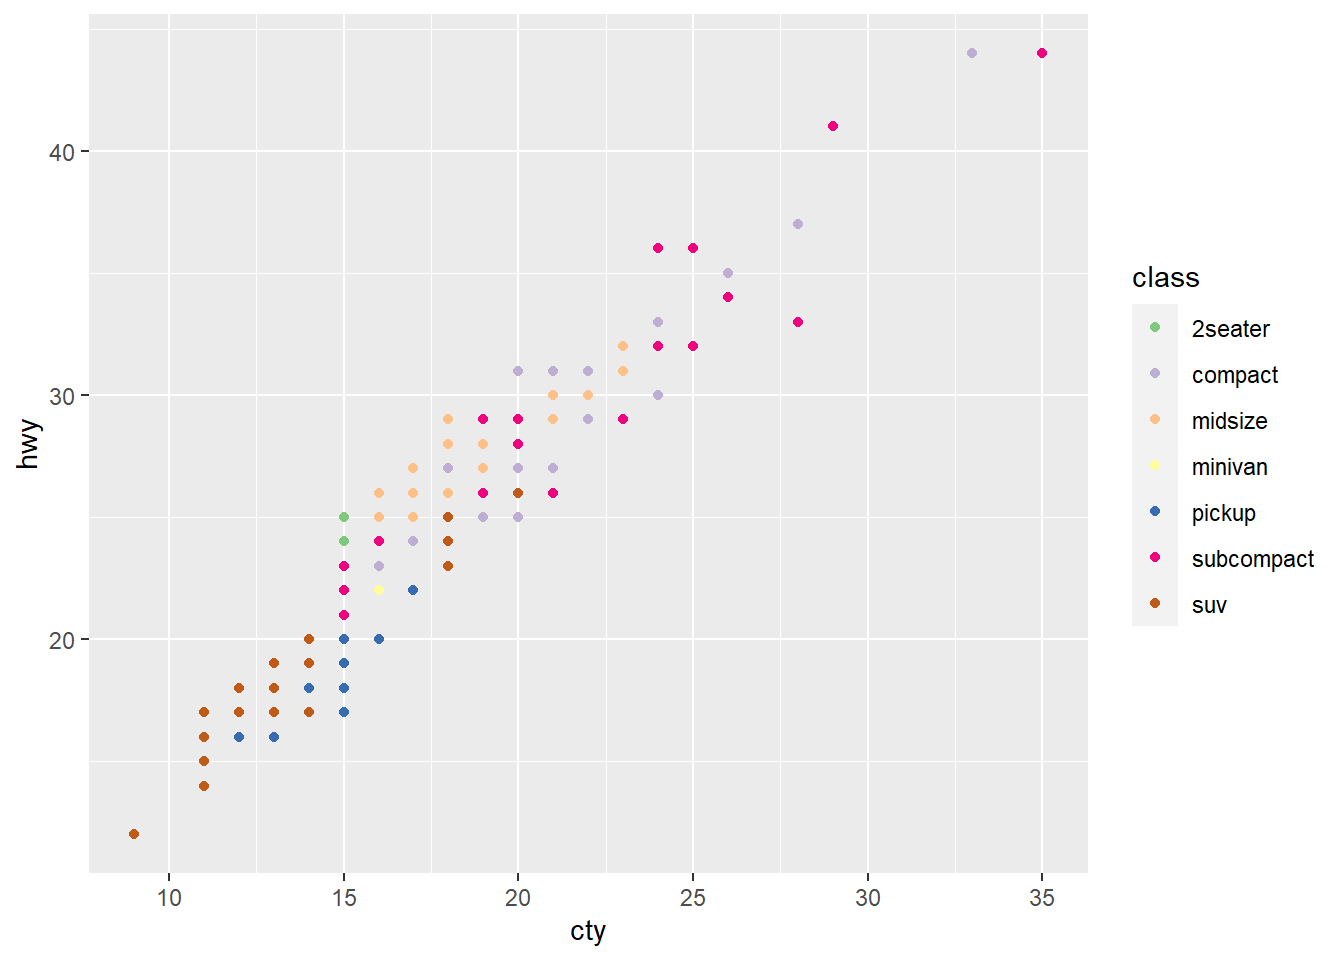 40
30
20
hwy
10 15 20 25 30 35
cty
class
2seater
compact
midsize
minivan
pickup
subcompact
suv